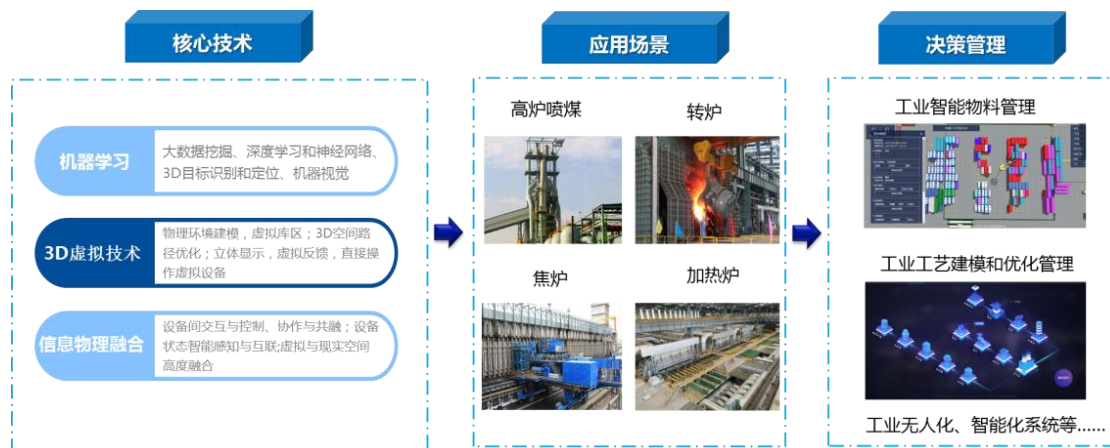 核心技术
机器学习
大数据挖掘、深度学习和神经网络、
3D目标识别和定位、机器视觉
3D虚拟技术
物理环境建模，虚拟库区；3D空间路
径优化；立体显示，虚拟反馈，直接操
作虚拟设备
信息物理融合
设备间交互与控制、协作与共融；设备
状态智能感知与互联;虚拟与现实空间
高度融合
应用场景
高炉喷煤
转炉
焦炉
加热炉
决策管理
工业智能物料管理
工业工艺建模和优化管理
工业无人化、智能化系统等......